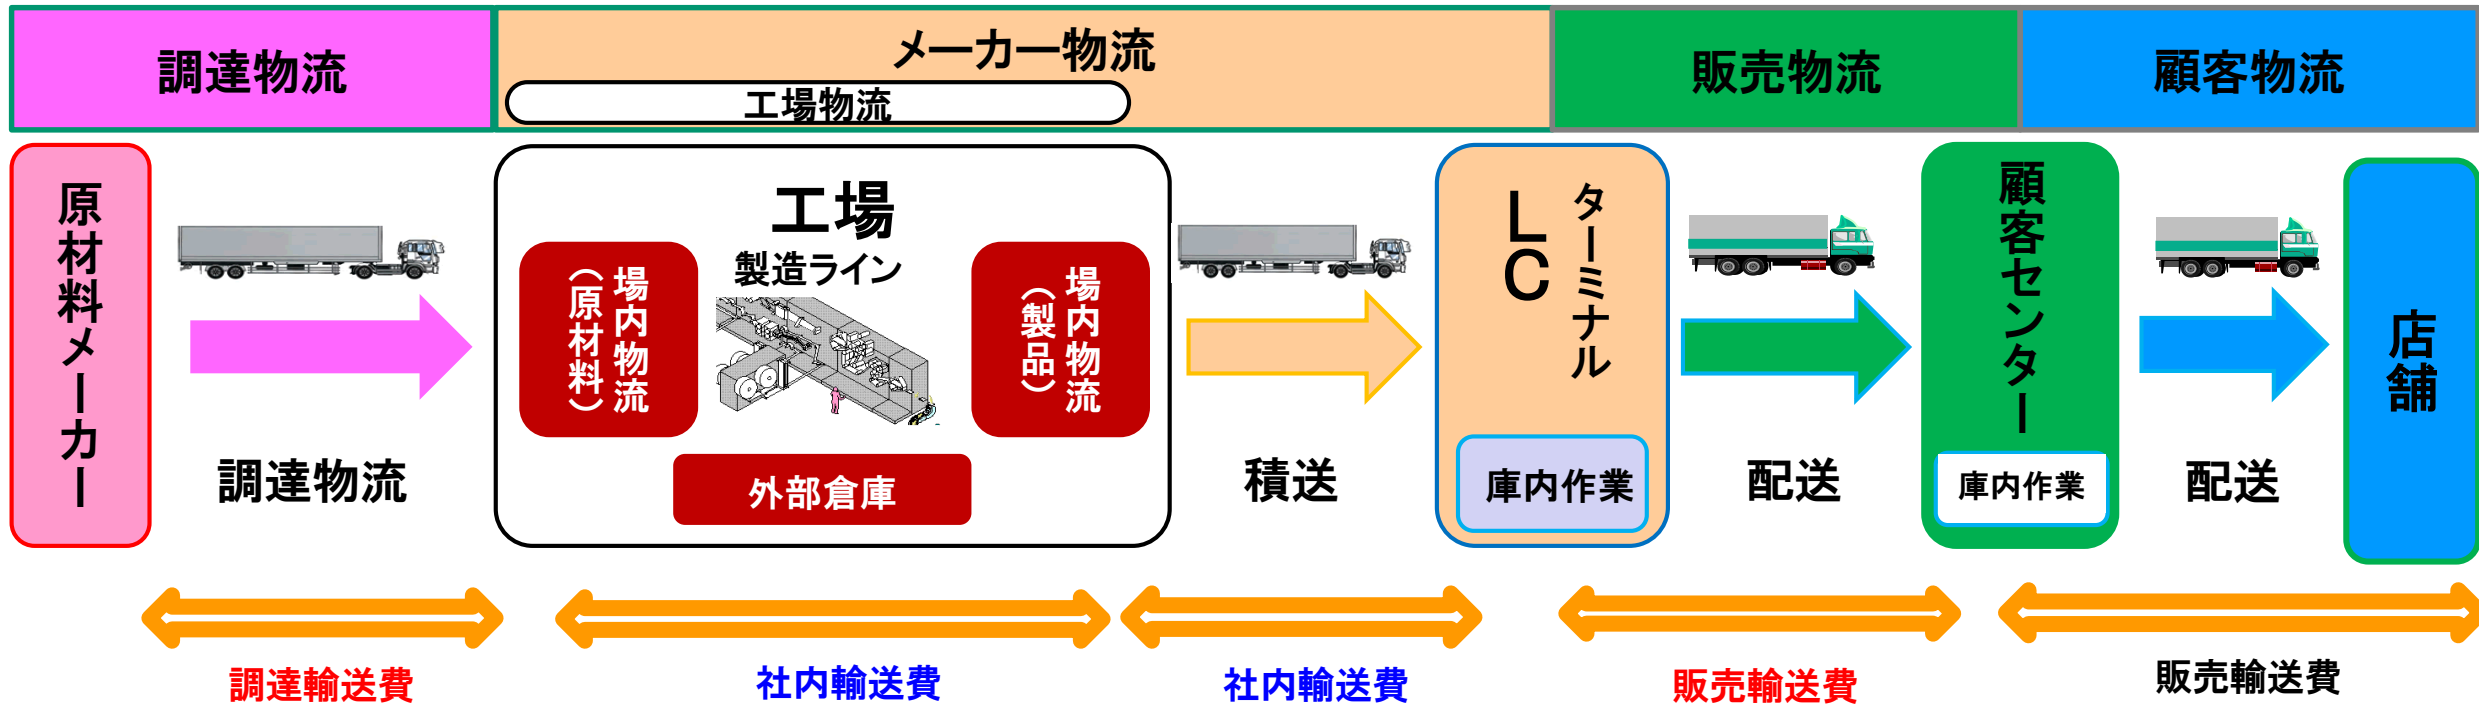 調達物流
メーカー物流
工場物流
販売物流
顧客物流
原材料メーカー
調達物流
工場
製造ライン
場内物流
（原材料）
場内物流
（製品）
外部倉庫
積送
LC
ターミナル
庫内作業
配送
顧客センター
庫内作業
配送
店舗
調達輸送費
社内輸送費
社内輸送費
販売輸送費
販売輸送費